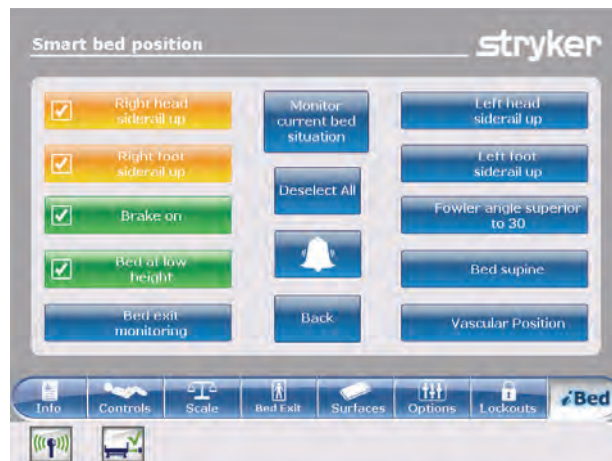 Smart bed position
stryker
Right head
siderail up
Monitor
current bed
situation
Left head
siderail up
Right foot
siderail up
Deselect All
Left foot
siderail up
Brake on
Fowler angle superior
to 30
Bed at low
height
Bed supine
Bed exit
monitoring
Back
Vascular Position
Info
Controls
Scale
Bed Exit
Surfaces
Options
Lockouts
iBed